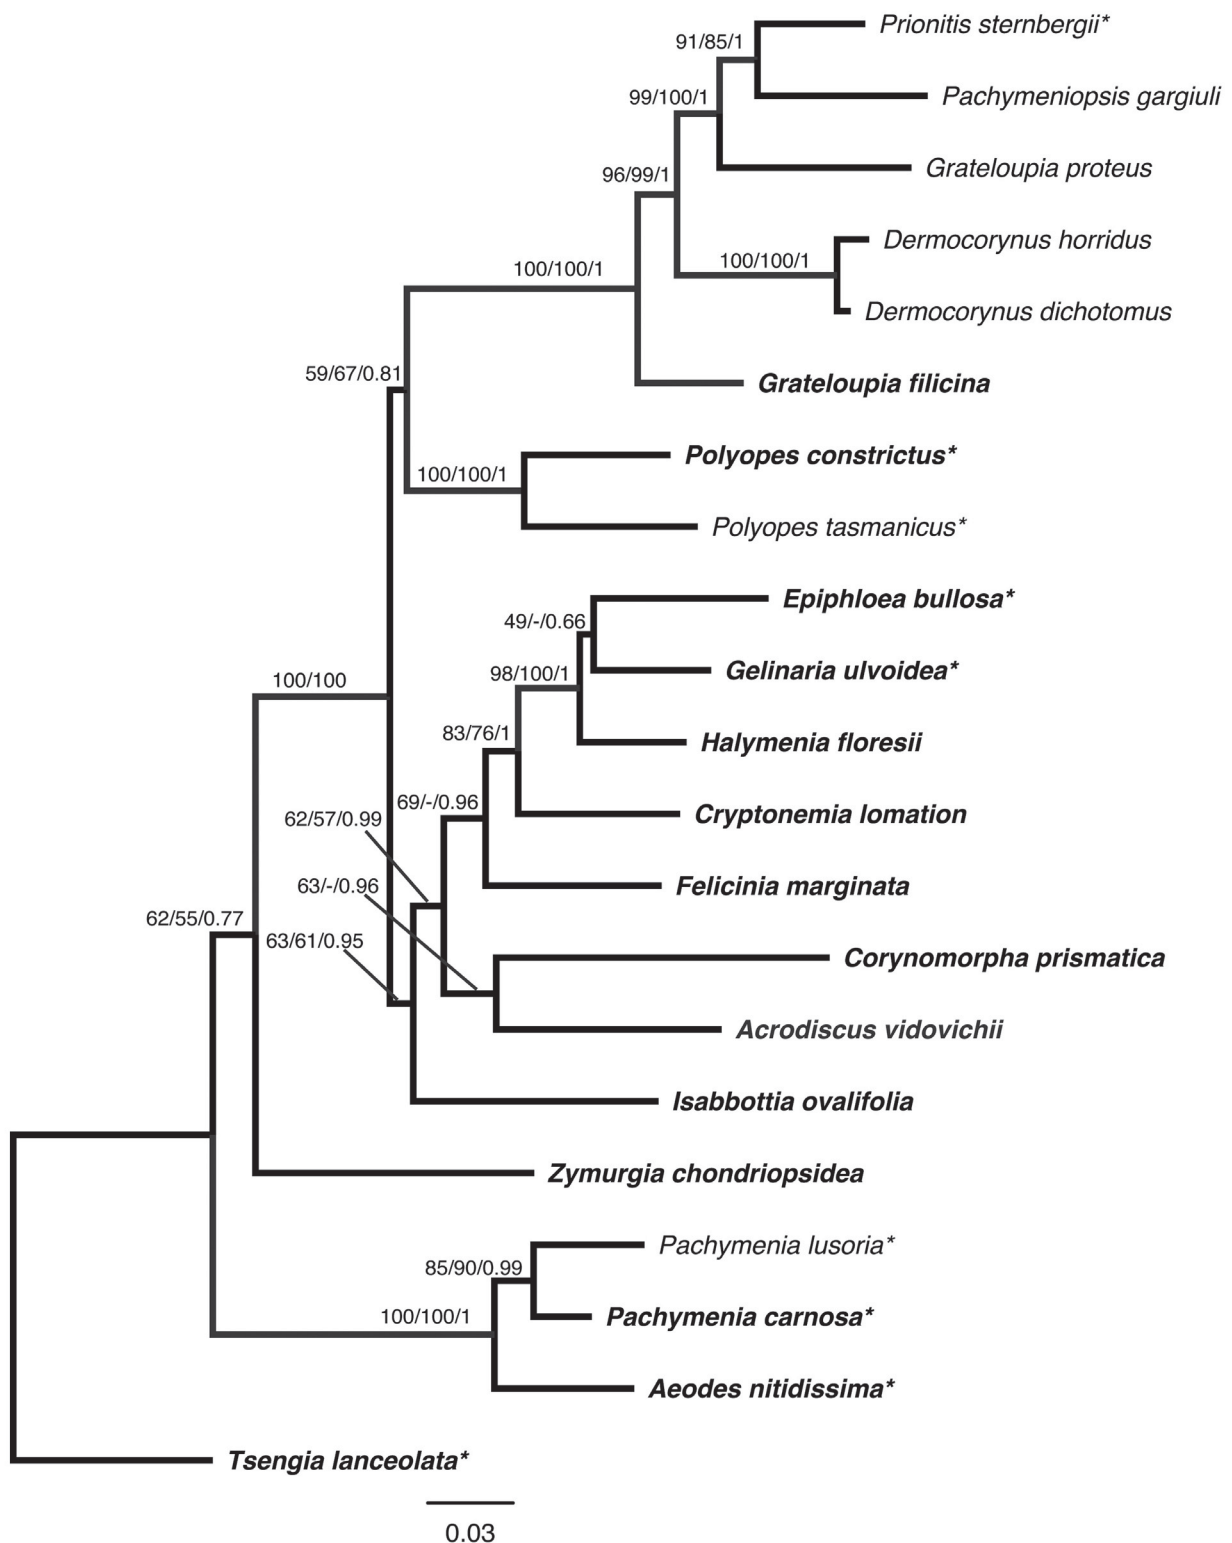 Prionitis sternbergii*
91/85/1
Pachymeniopsis gargiuli
99/100/1
Grateloupia proteus
96/99/1
Dermocorynus horridus
100/100/1
100/100/1
Dermocorynus dichotomus
59/67/0.81
Grateloupia filicina
Polyopes constrictus*
100/100/1
Polyopes tasmanicus*
Epiphloea bullosa*
49/-/0.66
Gelinaria ulvoidea*
98/100/1
100/100
Halymenia floresii
83/76/1
69/-/0.96
Cryptonemia lomation
62/57/0.99
63/-/0.96
Felicinia marginata
62/55/0.77
63/61/0.95
Corynomorpha prismatica
Acrodiscus vidovichii
Isabbottia ovalifolia
Zymurgia chondriopsidea
Pachymenia lusoria*
85/90/0.99
100/100/1
Pachymenia carnosa*
Aeodes nitidissima*
Tsengia lanceolata*
0.03